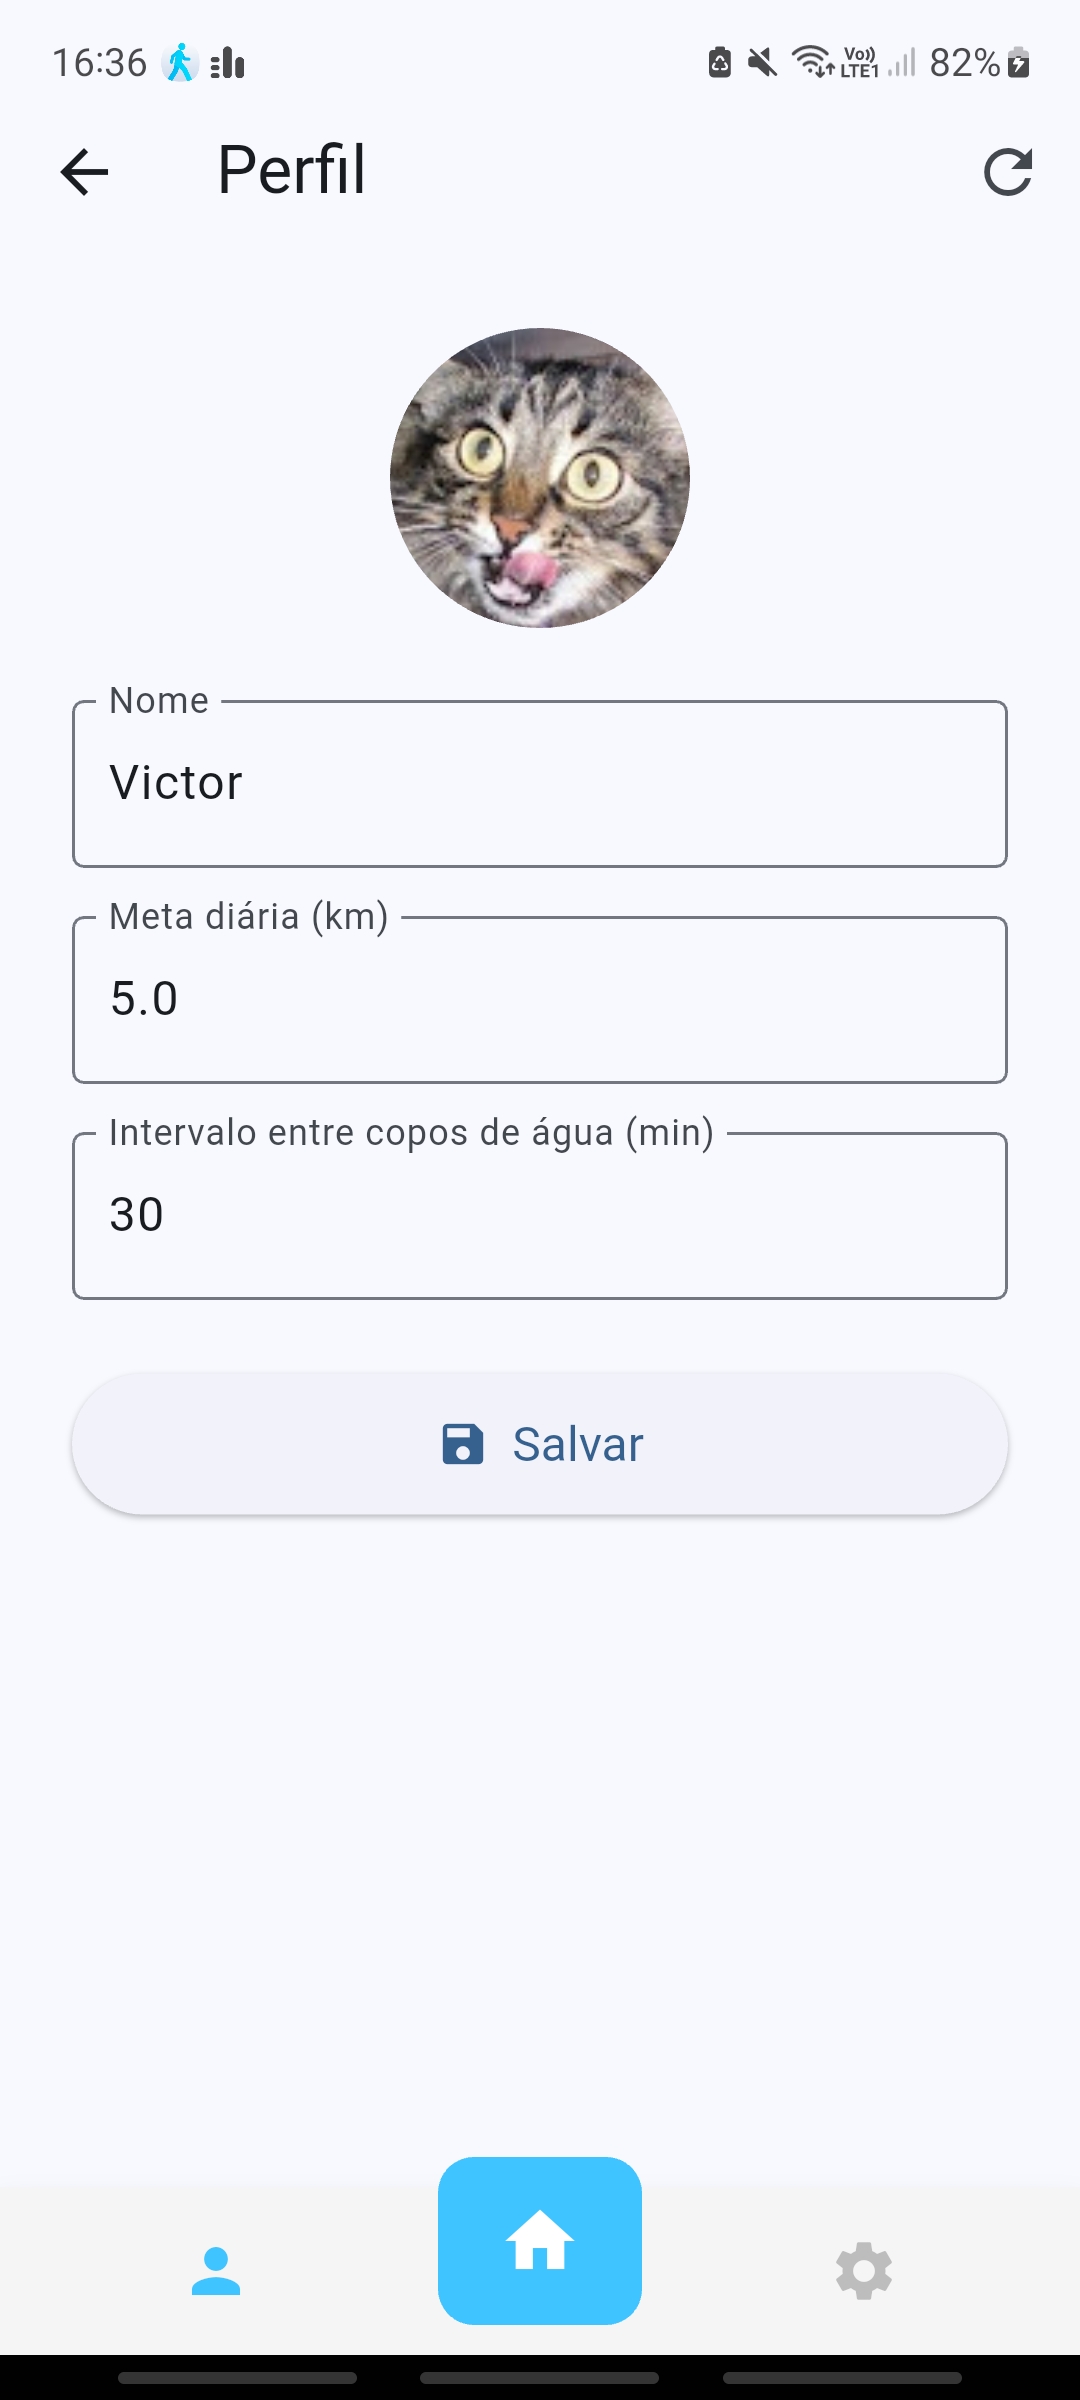 16:36 Vo)) LTE1 82%
Perfil
Nome
Victor
Meta diária (km)
5.0
Intervalo entre copos de água (min)
30
Salvar